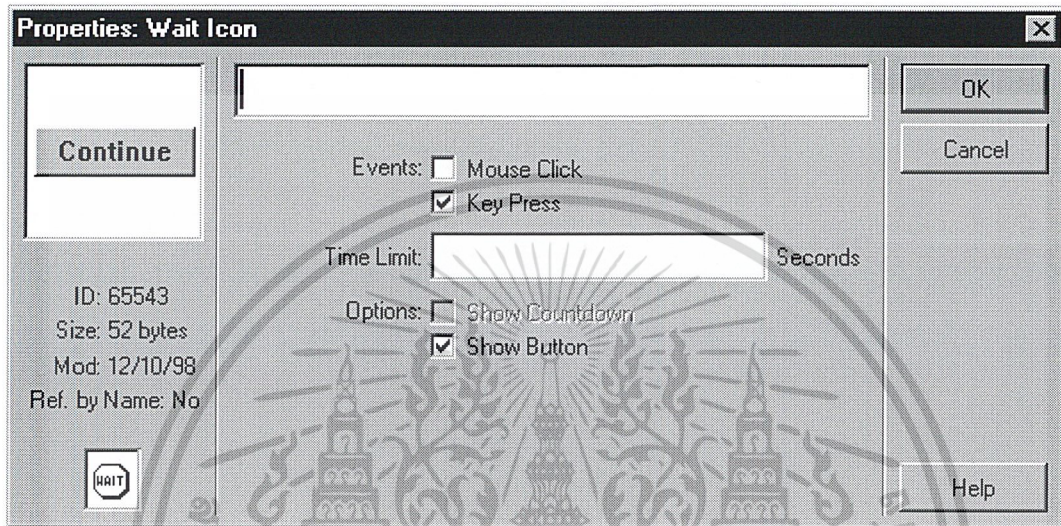 Properties: Wait Icon
Continue
OK
Cancel
Events: Mouse Click
Key Press
Time Limit: Seconds
Options: Show Countdown
Show Button
ID: 65543
Size: 52 bytes
Mod: 12/10/98
Ref. by Name: No
WAIT
Help